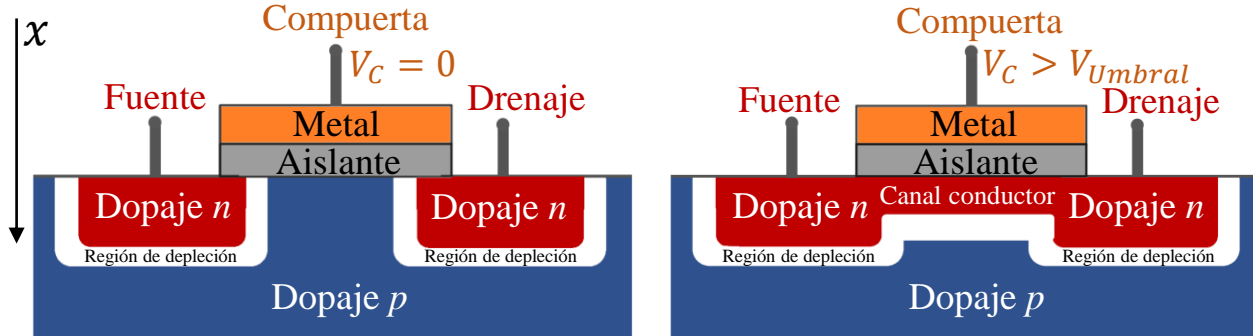 x
Compuerta
V_C = 0
Fuente
Drenaje
Metal
Aislante
Dopaje n
Dopaje n
Región de depleción
Región de depleción
Dopaje p
Compuerta
V_C > V_Umbral
Fuente
Drenaje
Metal
Aislante
Canal conductor
Dopaje n
Dopaje n
Región de depleción
Región de depleción
Dopaje p